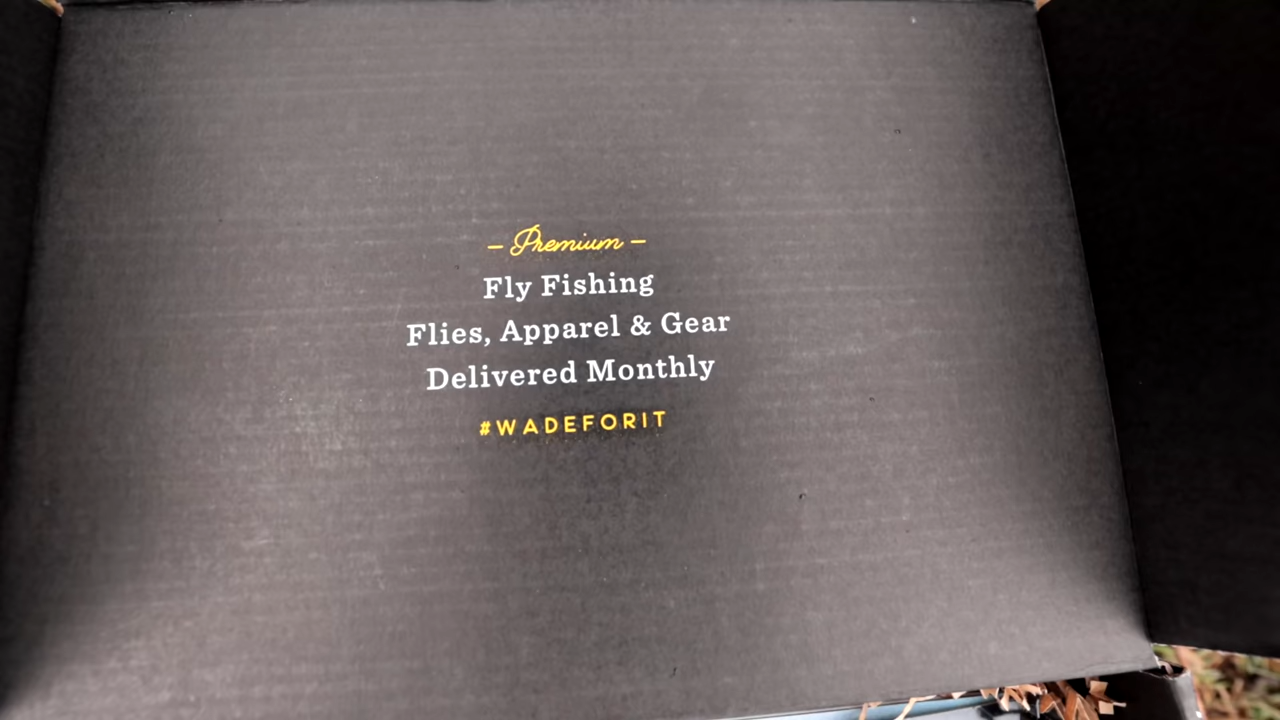 – Premium –
Fly Fishing
Flies, Apparel & Gear
Delivered Monthly
#WADEFORIT